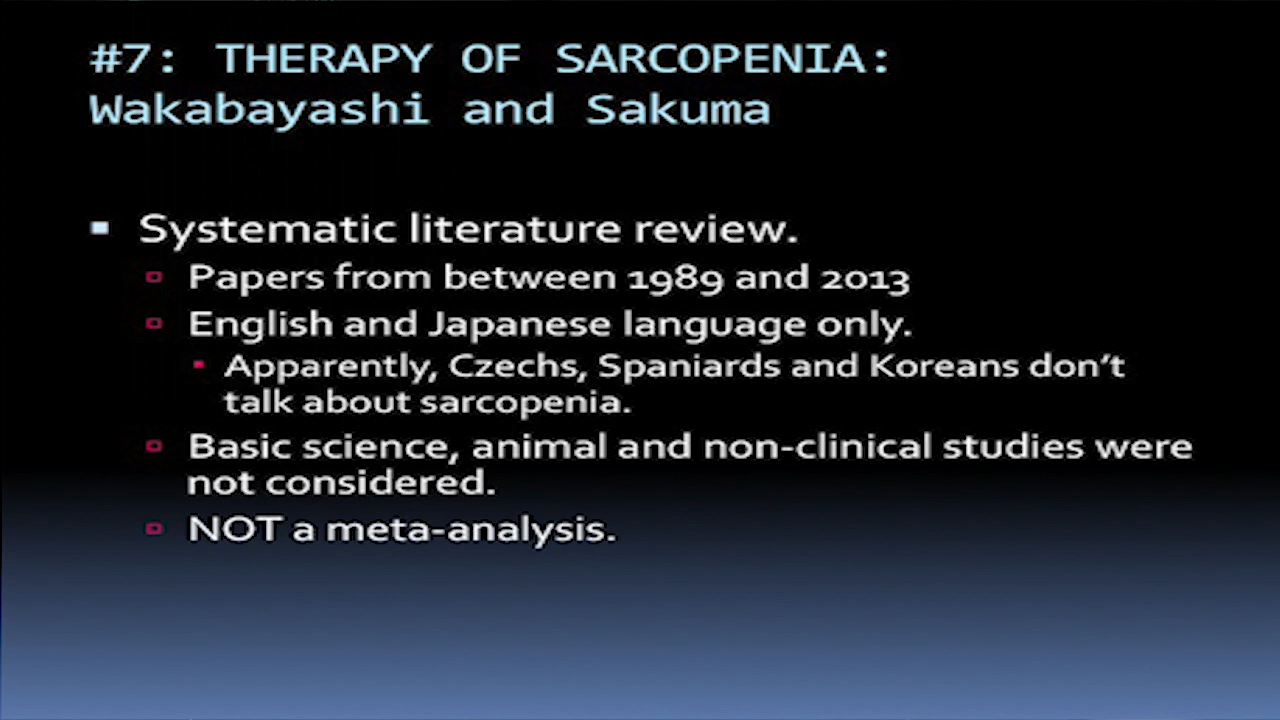 #7: THERAPY OF SARCOPENIA:
Wakabayashi and Sakuma
Systematic literature review.
Papers from between 1989 and 2013
English and Japanese language only.
Apparently, Czechs, Spaniards and Koreans don't
talk about sarcopenia.
Basic science, animal and non-clinical studies were
not considered.
NOT a meta-analysis.